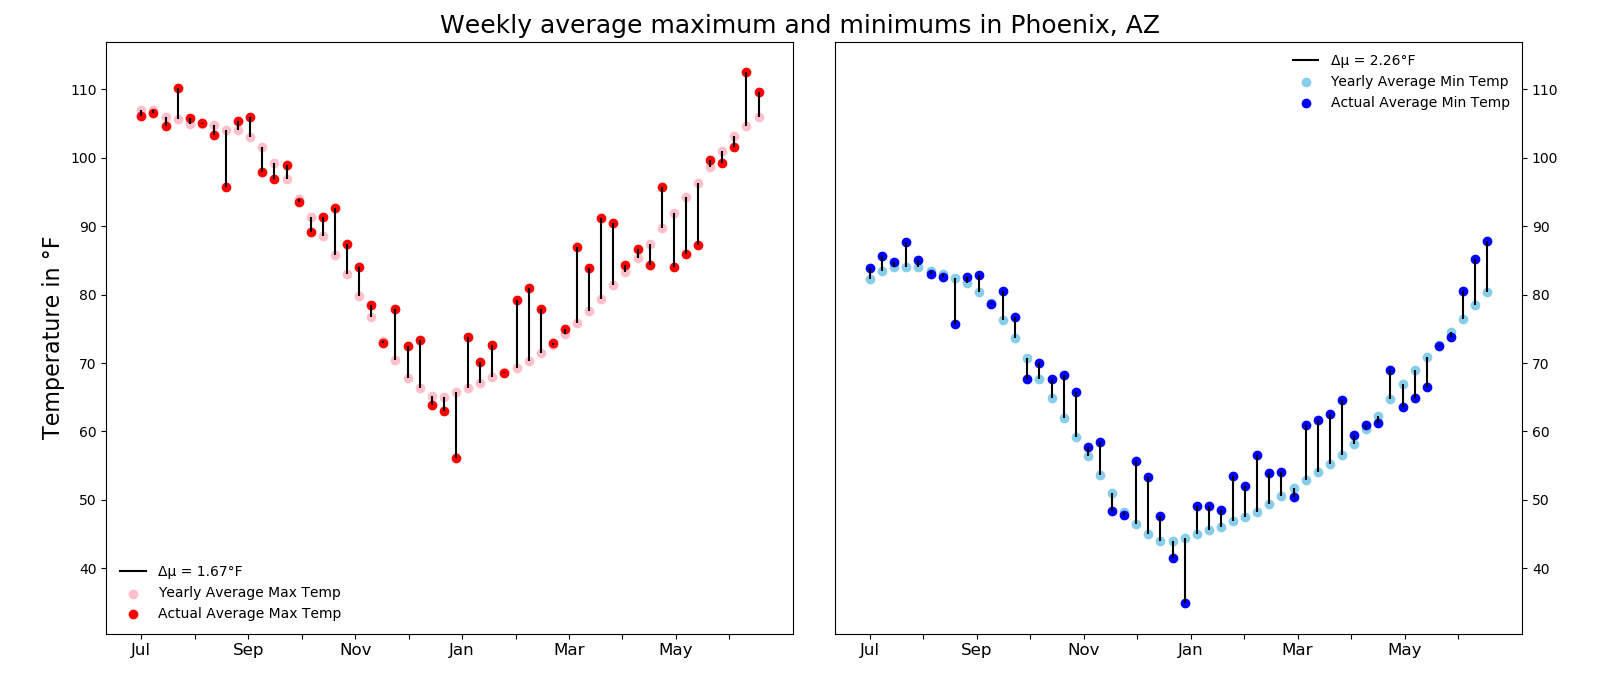 Weekly average maximum and minimums in Phoenix, AZ
Temperature in °F
110
100
90
80
70
60
50
40
Δμ = 1.67°F
Yearly Average Max Temp
Actual Average Max Temp
Jul Sep Nov Jan Mar May
Δμ = 2.26°F
Yearly Average Min Temp
Actual Average Min Temp
110
100
90
80
70
60
50
40
Jul Sep Nov Jan Mar May